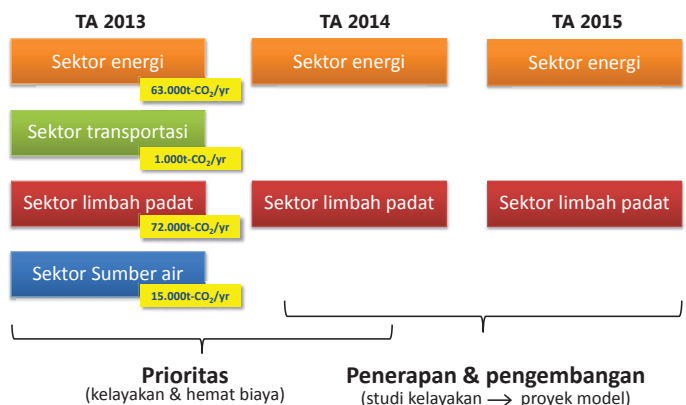 TA 2013
TA 2014
TA 2015
Sektor energi
63.000t-CO₂/yr
Sektor energi
Sektor energi
Sektor transportasi
1.000t-CO₂/yr
Sektor limbah padat
72.000t-CO₂/yr
Sektor limbah padat
Sektor limbah padat
Sektor Sumber air
15.000t-CO₂/yr
Prioritas
(kelayakan & hemat biaya)
Penerapan & pengembangan
(studi kelayakan → proyek model)